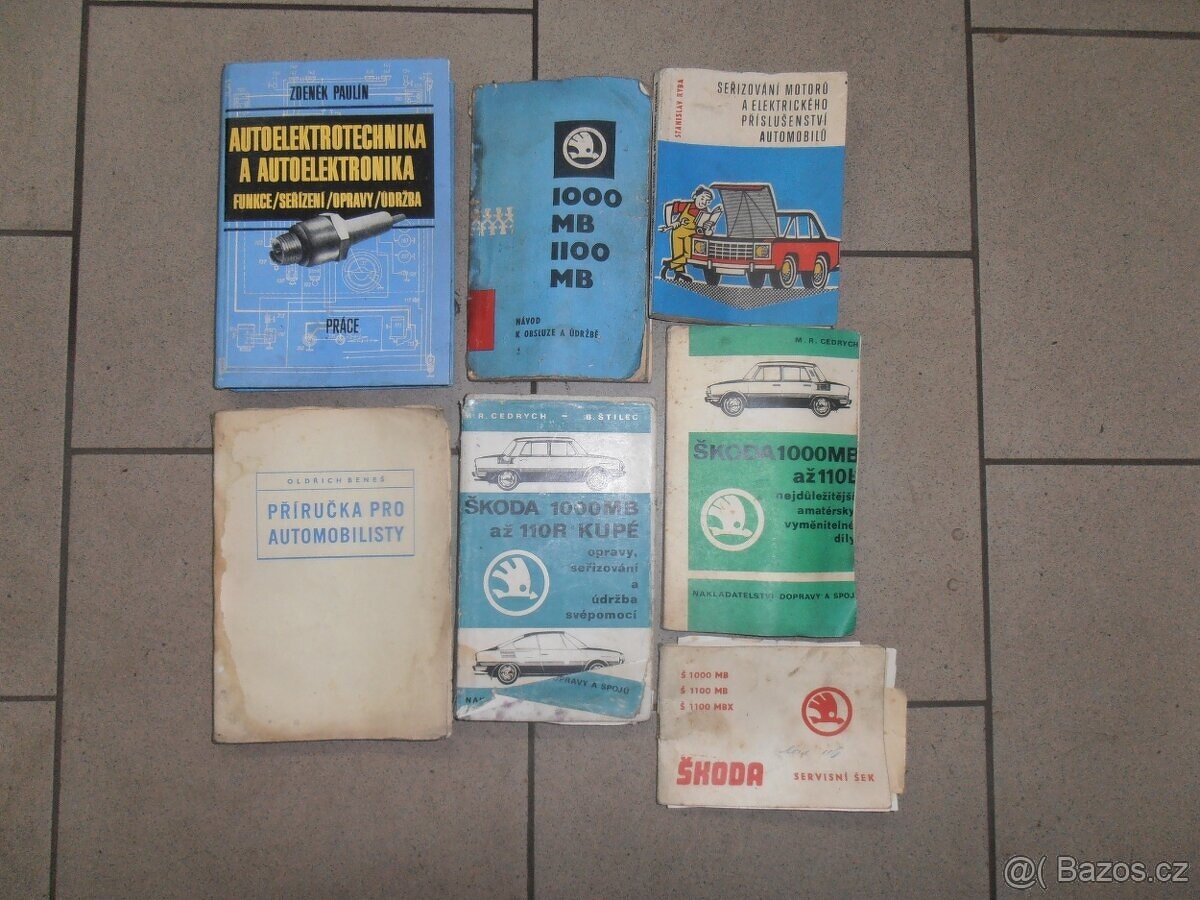 ZDENĚK PAULÍN
AUTOELEKTROTECHNIKA
A AUTOELEKTRONIKA
FUNKCE/SEŘÍZENÍ/OPRAVY/ÚDRŽBA
PRÁCE
1000
MB
1100
MB
NÁVOD
K OBSLUZE A ÚDRŽBĚ
STANISLAV RYBA
SEŘIZOVÁNÍ MOTORŮ
A ELEKTRICKÉHO
PŘÍSLUŠENSTVÍ
AUTOMOBILŮ
OLDŘICH BENEŠ
PŘÍRUČKA PRO
AUTOMOBILISTY
R. CEDRYCH - B. ŠTILEC
ŠKODA 1000MB
až 110R KUPÉ
opravy,
seřizování
a
údržba
svépomocí
PRAVY A SPOJŮ
M. R. CEDRYCH
ŠKODA 1000MB
až 110L
nejdůležitější
amatérsky
vyměnitelné
díly
NAKLADATELSTVÍ DOPRAVY A SPOJ
Š 1000 MB
Š 1100 MB
Š 1100 MBX
ŠKODA SERVISNÍ ŠEK
@( Bazos.cz